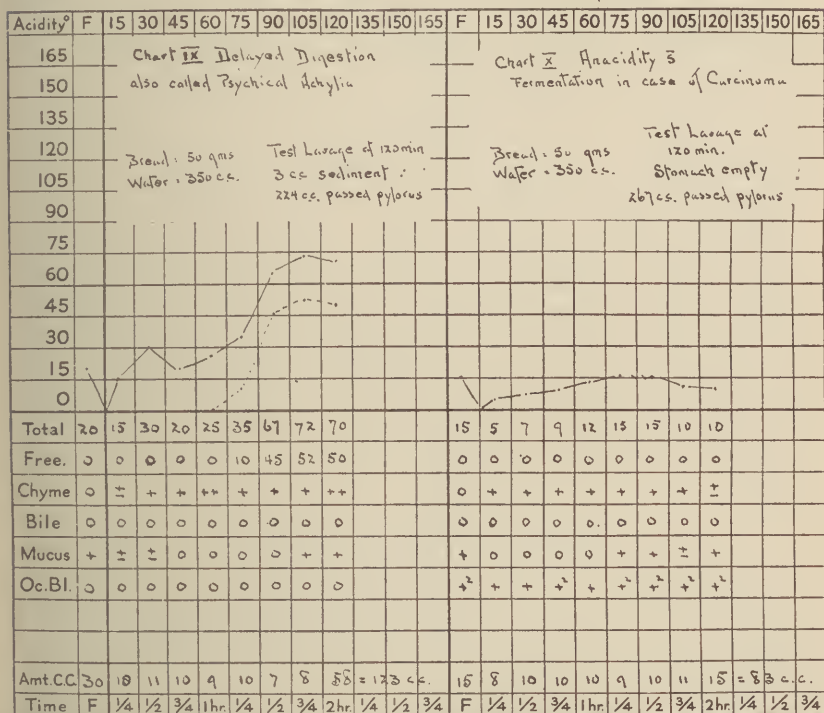 Acidity° F 15 30 45 60 75 90 105 120 135 150 165 F 15 30 45 60 75 90 105 120 135 150 165
165
150
135
120
105
90
75
60
45
30
15
0
Chart IX Delayed Digestion
also called Psychical Achylia
Bread = 50 gms
Water = 350 c.c.
Test Lavage at 120 min
3 cc sediment
224 c.c. passed pylorus
Chart X Anacidity s̄
Fermentation in case of Carcinoma
Bread = 50 gms
Water = 350 c.c.
Test Lavage at
120 min.
Stomach empty
267 cs. passed pylorus
Total 20 15 30 20 25 35 67 72 70 15 5 7 9 12 15 15 10 10
Free. 0 0 0 0 0 10 45 52 50 0 0 0 0 0 0 0 0 0
Chyme 0 ± + + ++ + + + ++ 0 + + + + + + + ±
Bile 0 0 0 0 0 0 0 0 0 0 0 0 0 0. 0 0 0 0
Mucus + ± ± 0 0 0 0 + + + 0 0 0 0 + + ± +
Oc.Bl. 0 0 0 0 0 0 0 0 0 +² + + +² + +² +² +² +²
Amt.C.C. 30 10 11 10 9 10 7 8 58 = 123 c.c. 15 8 10 10 10 9 10 11 15 = 83 c.c.
Time F 1/4 1/2 3/4 1hr. 1/4 1/2 3/4 2hr. 1/4 1/2 3/4 F 1/4 1/2 3/4 1hr. 1/4 1/2 3/4 2hr. 1/4 1/2 3/4